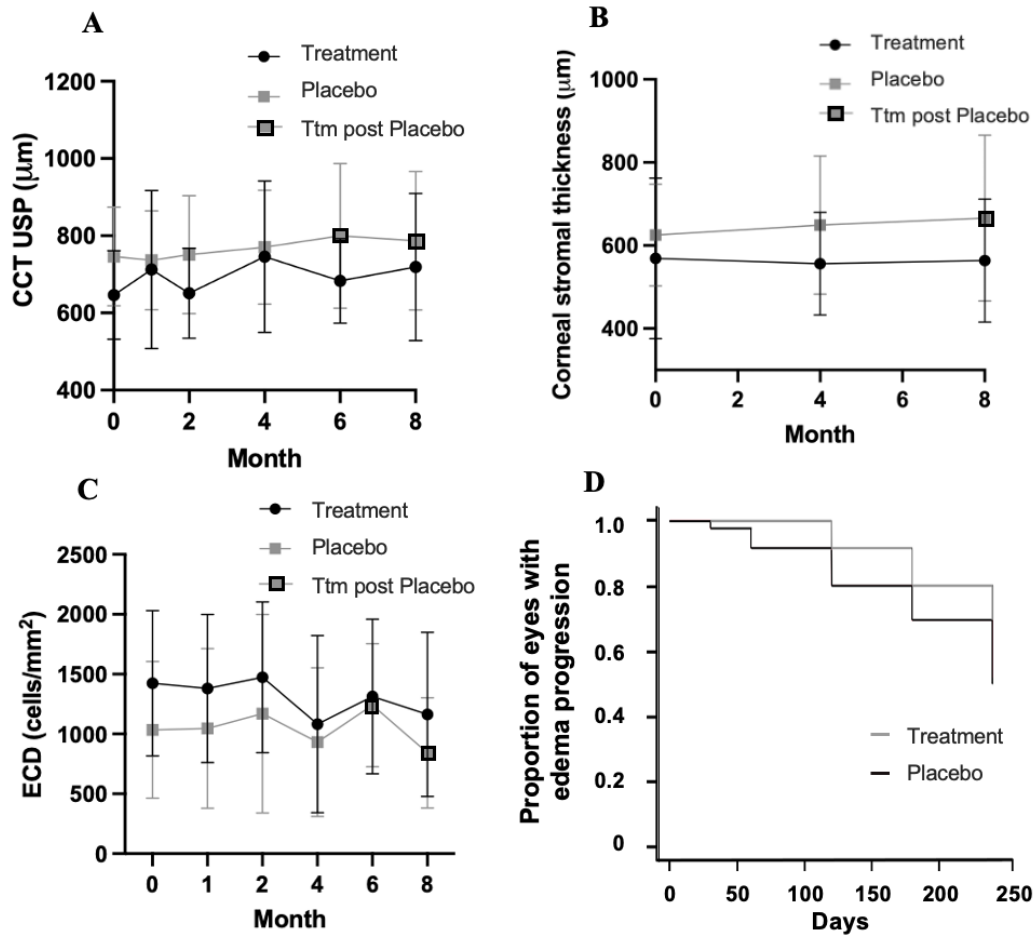 A
Treatment
Placebo
Ttm post Placebo
CCT USP (μm)
1200
1000
800
600
400
0
2
4
6
8
Month
B
Treatment
Placebo
Ttm post Placebo
Corneal stromal thickness (μm)
1000
800
600
400
0
2
4
6
8
Month
C
Treatment
Placebo
Ttm post Placebo
ECD (cells/mm²)
2500
2000
1500
1000
500
0
0
1
2
4
6
8
Month
D
Proportion of eyes with
edema progression
1.0
0.8
0.6
0.4
0.2
0
Treatment
Placebo
0
50
100
150
200
250
Days